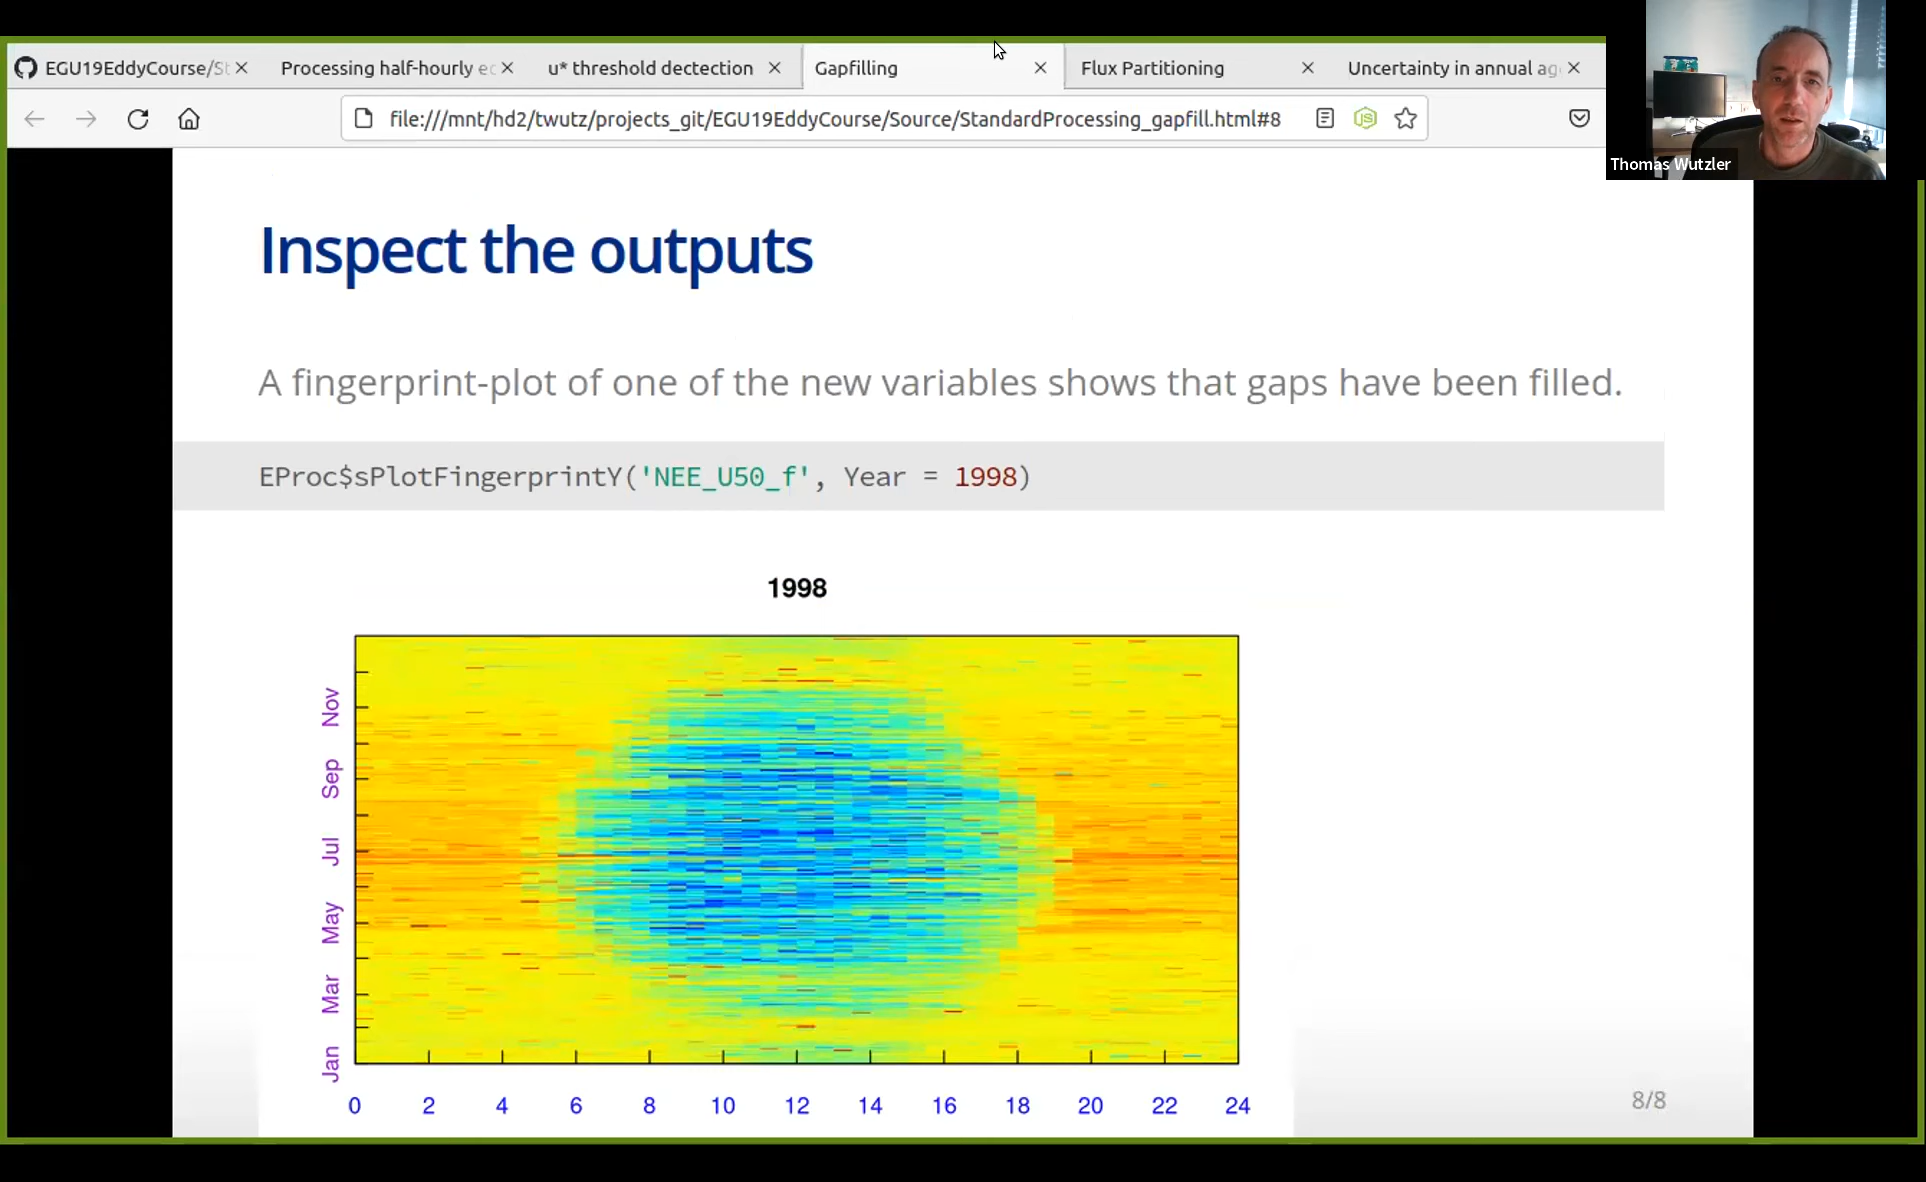 EGU19EddyCourse/St
Processing half-hourly ec
u* threshold dectection
Gapfilling
Flux Partitioning
Uncertainty in annual ag
file:///mnt/hd2/twutz/projects_git/EGU19EddyCourse/Source/StandardProcessing_gapfill.html#8
JS
Thomas Wutzler
Inspect the outputs
A fingerprint-plot of one of the new variables shows that gaps have been filled.
EProc$sPlotFingerprintY('NEE_U50_f', Year = 1998)
1998
Nov
Sep
Jul
May
Mar
Jan
0 2 4 6 8 10 12 14 16 18 20 22 24
8/8